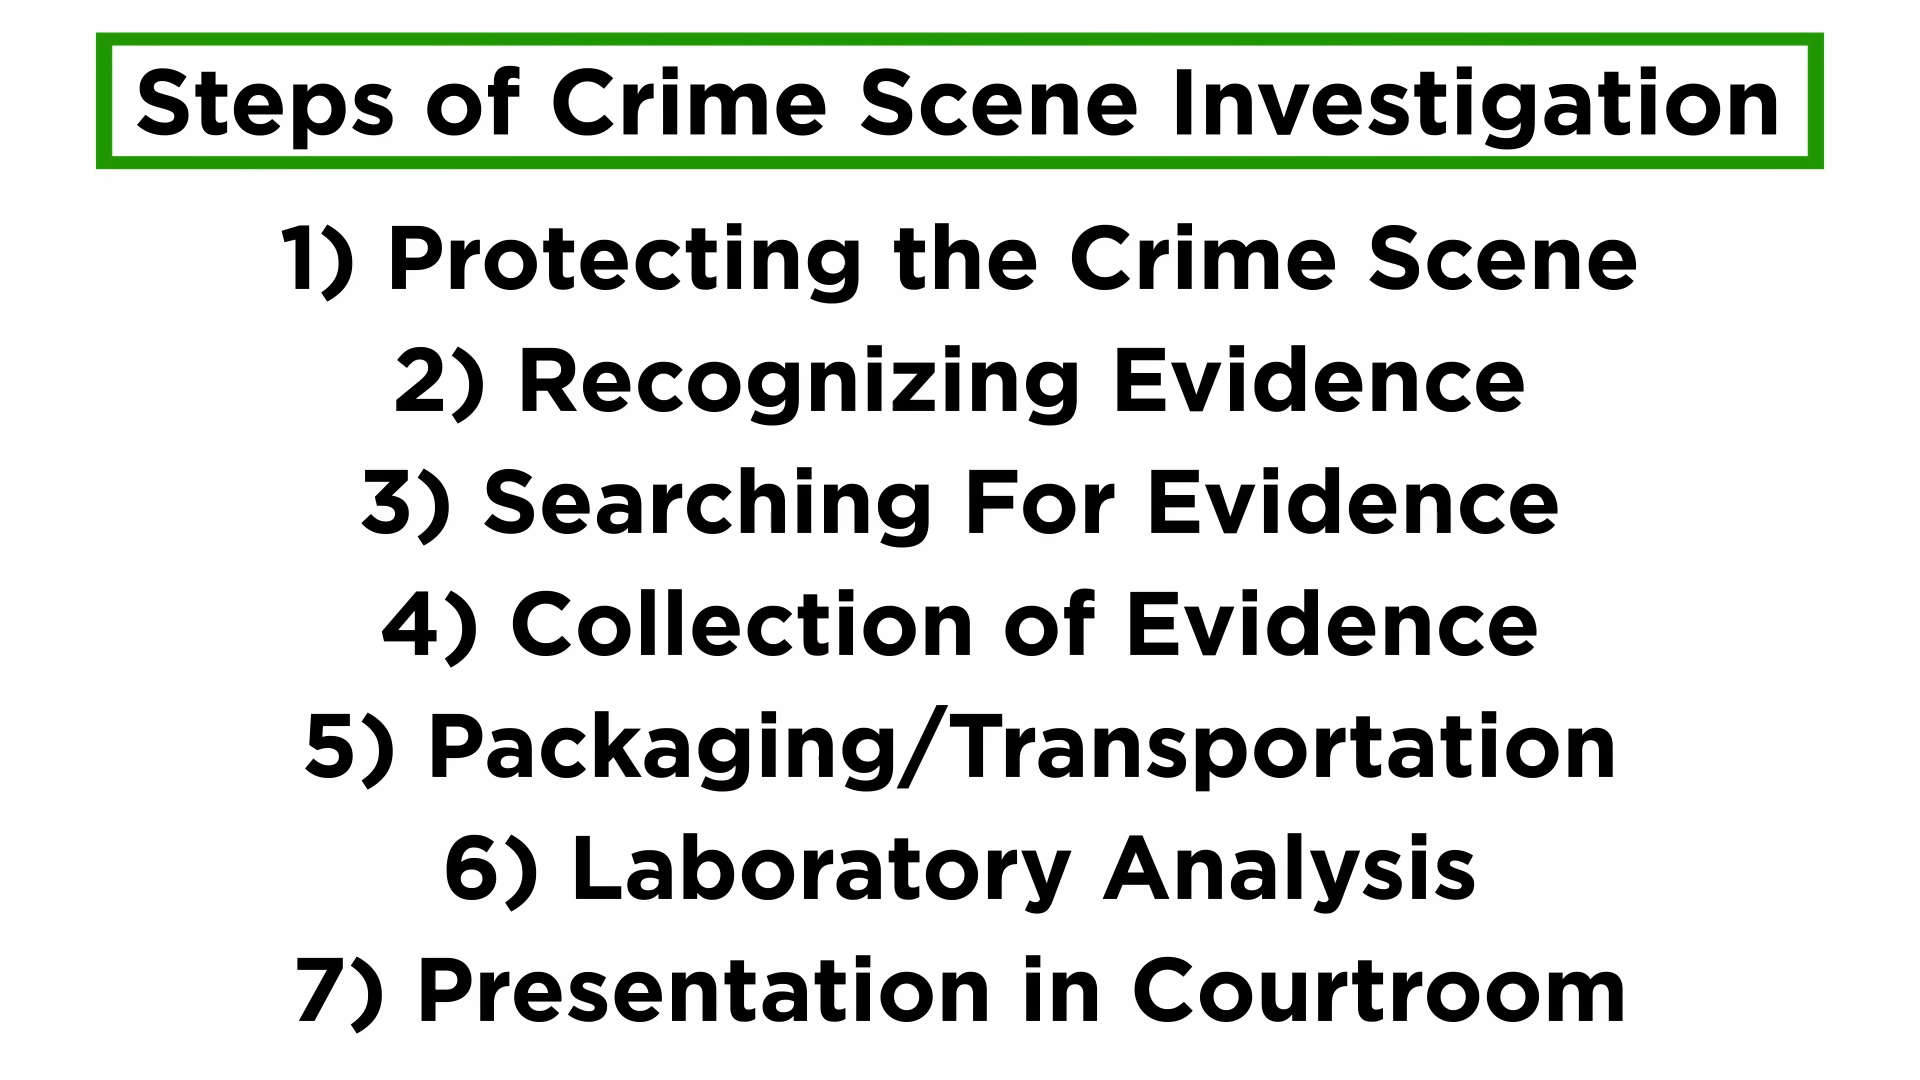 Steps of Crime Scene Investigation
1) Protecting the Crime Scene
2) Recognizing Evidence
3) Searching For Evidence
4) Collection of Evidence
5) Packaging/Transportation
6) Laboratory Analysis
7) Presentation in Courtroom